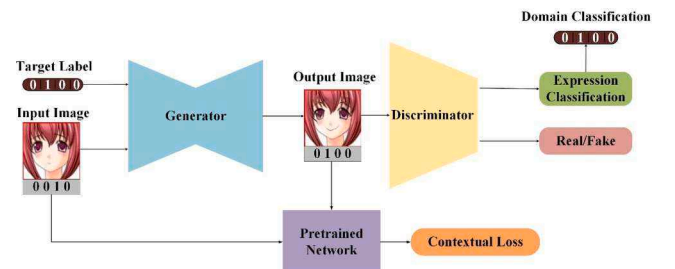 Domain Classification
0 1 0 0
Target Label
0 1 0 0
Input Image
0 0 1 0
Generator
Output Image
0 1 0 0
Discriminator
Expression
Classification
Real/Fake
Pretrained
Network
Contextual Loss